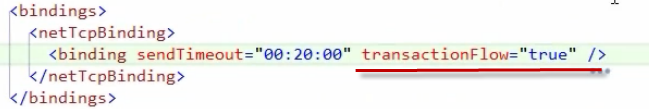 <bindings>
<netTcpBinding>
<binding sendTimeout="00:20:00" transactionFlow="true" />
</netTcpBinding>
</bindings>